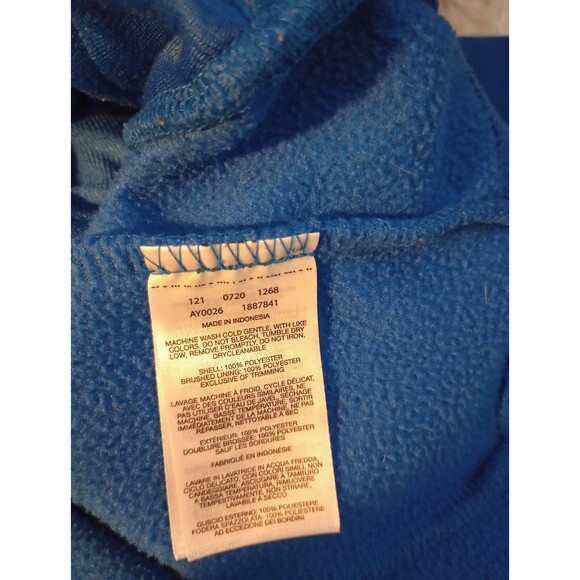 121 0720 1268
AY0026 1887841
MADE IN INDONESIA
MACHINE WASH COLD GENTLE, WITH LIKE
COLORS, DO NOT BLEACH, TUMBLE DRY
LOW, REMOVE PROMPTLY, DO NOT IRON,
DRYCLEANABLE
SHELL: 100% POLYESTER
BRUSHED LINING: 100% POLYESTER
EXCLUSIVE OF TRIMMING
LAVAGE MACHINE À FROID, CYCLE DÉLICAT,
AVEC DES COULEURS SIMILAIRES, NE
PAS UTILISER D'EAU DE JAVEL, SÉCHAGE
MACHINE, BASSE TEMPÉRATURE, SORTIR
IMMÉDIATEMENT DE LA MACHINE, NE PAS
REPASSER, NETTOYABLE À SEC
EXTÉRIEUR: 100% POLYESTER
DOUBLURE BROSSÉE: 100% POLYESTER
SAUF LES BORDURES
FABRIQUÉ EN INDONÉSIE
LAVARE IN LAVATRICE IN ACQUA FREDDA,
CICLO DELICATO, CON COLORI SIMILI, NON
CANDEGGIARE, ASCIUGARE A TAMBURO
A BASSA TEMPERATURA, RIMUOVERE
TEMPESTIVAMENTE, NON STIRARE,
LAVABILE A SECCO
GUSCIO ESTERNO: 100% POLYESTER
FODERA SPAZZOLATA: 100% POLYESTER
AD ECCEZIONE DEI BORDINI